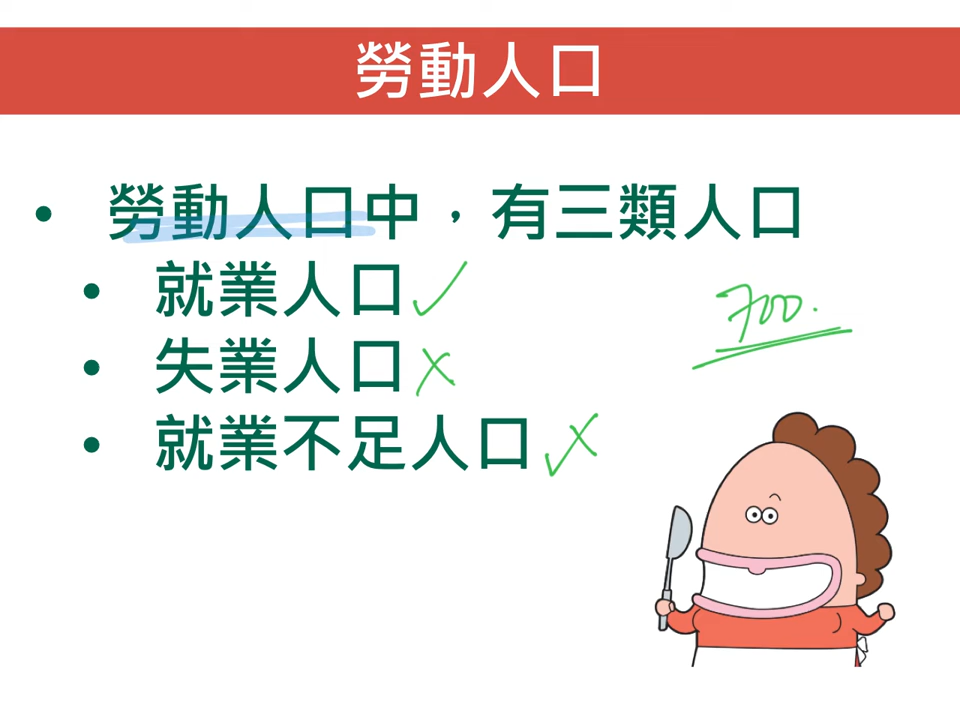 勞動人口
• 勞動人口中，有三類人口
• 就業人口✓
• 失業人口×
• 就業不足人口✓×
700.